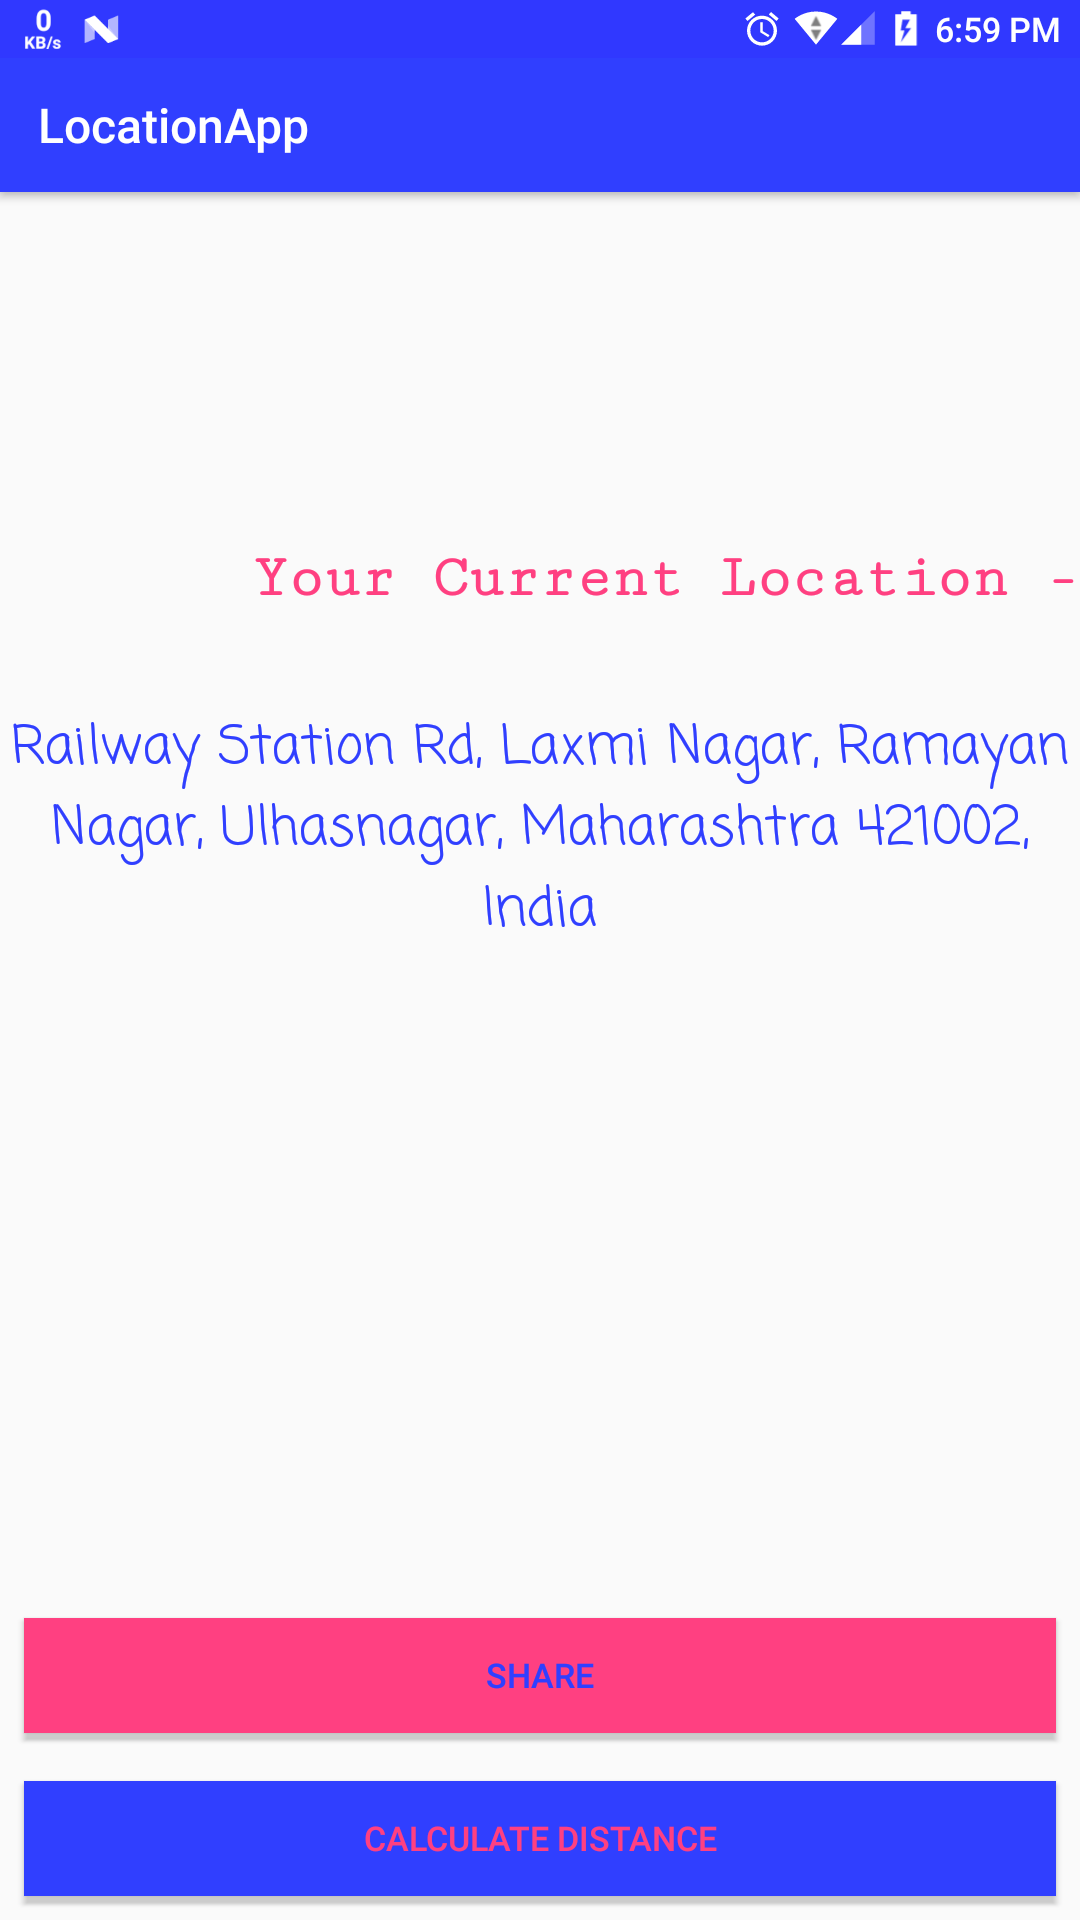 0
KB/s
6:59 PM
LocationApp
Your Current Location -
Railway Station Rd, Laxmi Nagar, Ramayan
Nagar, Ulhasnagar, Maharashtra 421002,
India
SHARE
CALCULATE DISTANCE